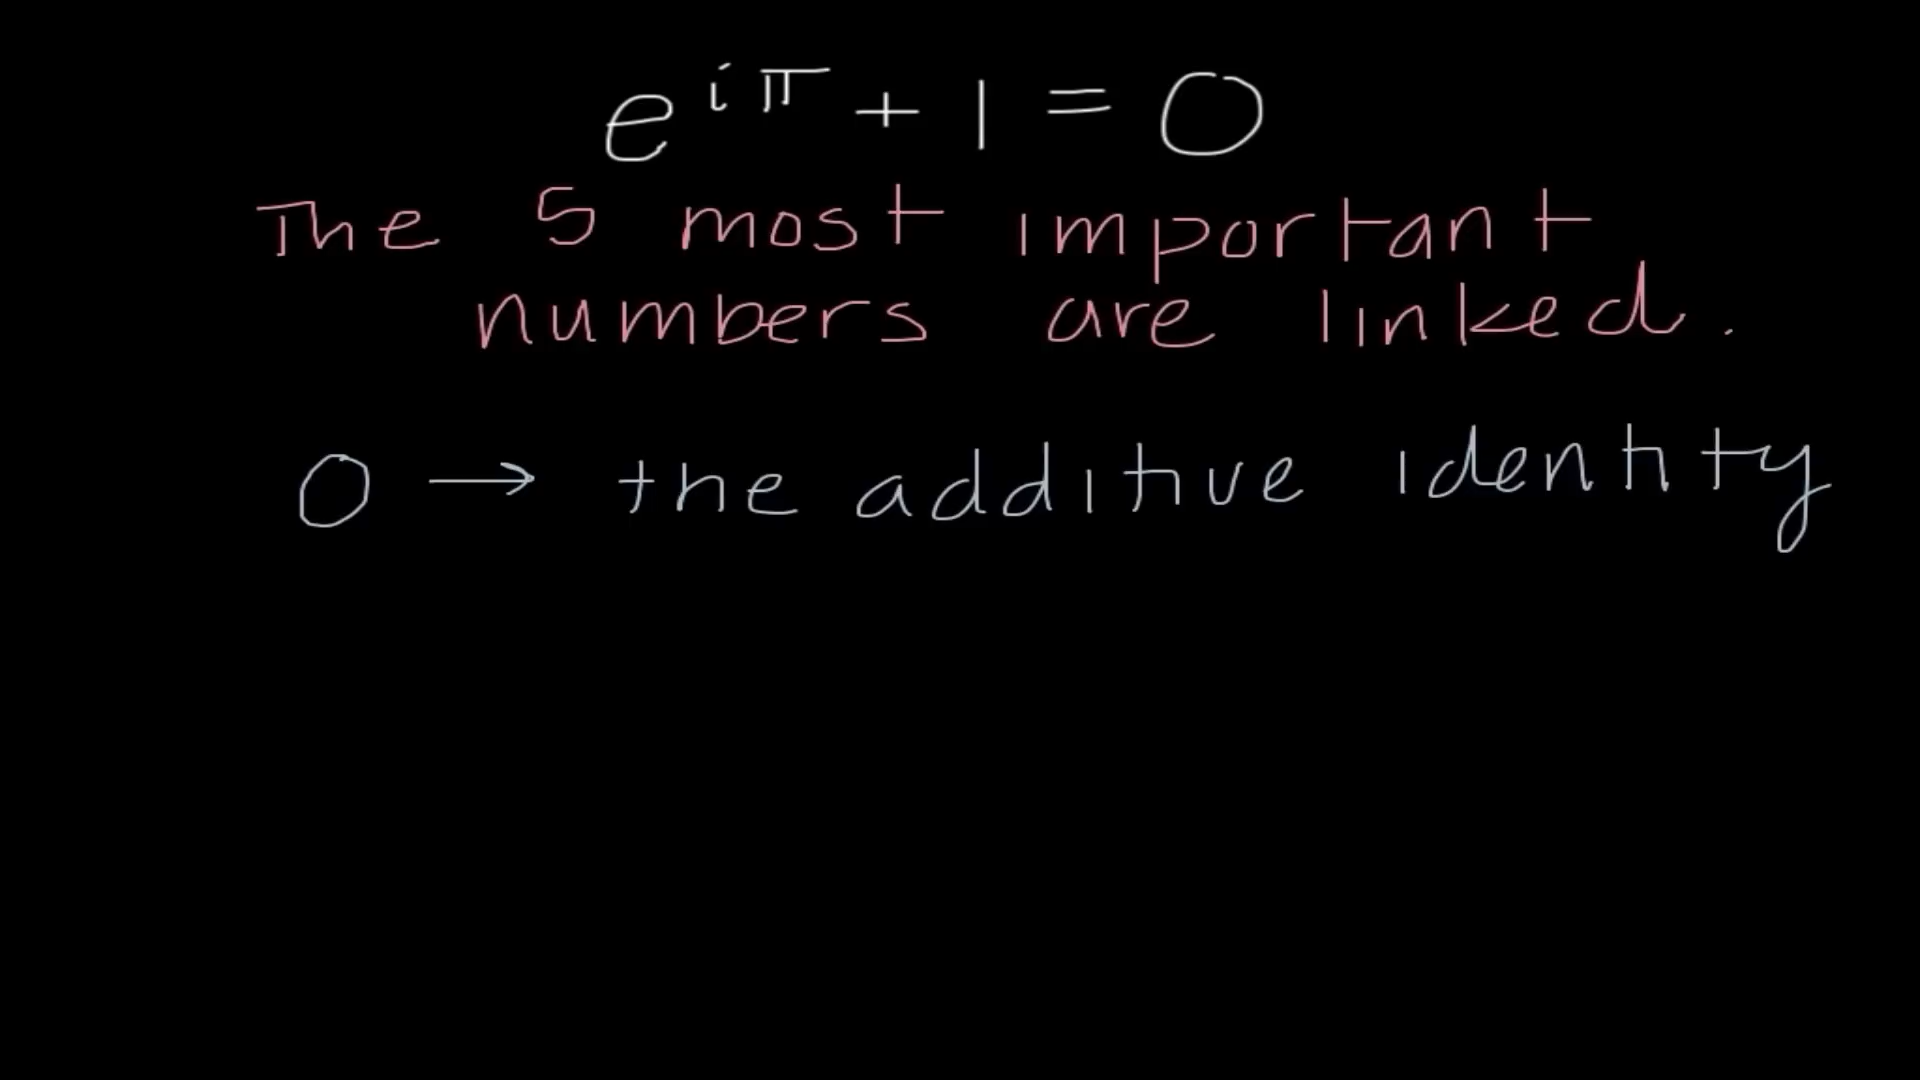 e^{iπ} + 1 = 0
The 5 most important
numbers are linked.
0 → the additive identity